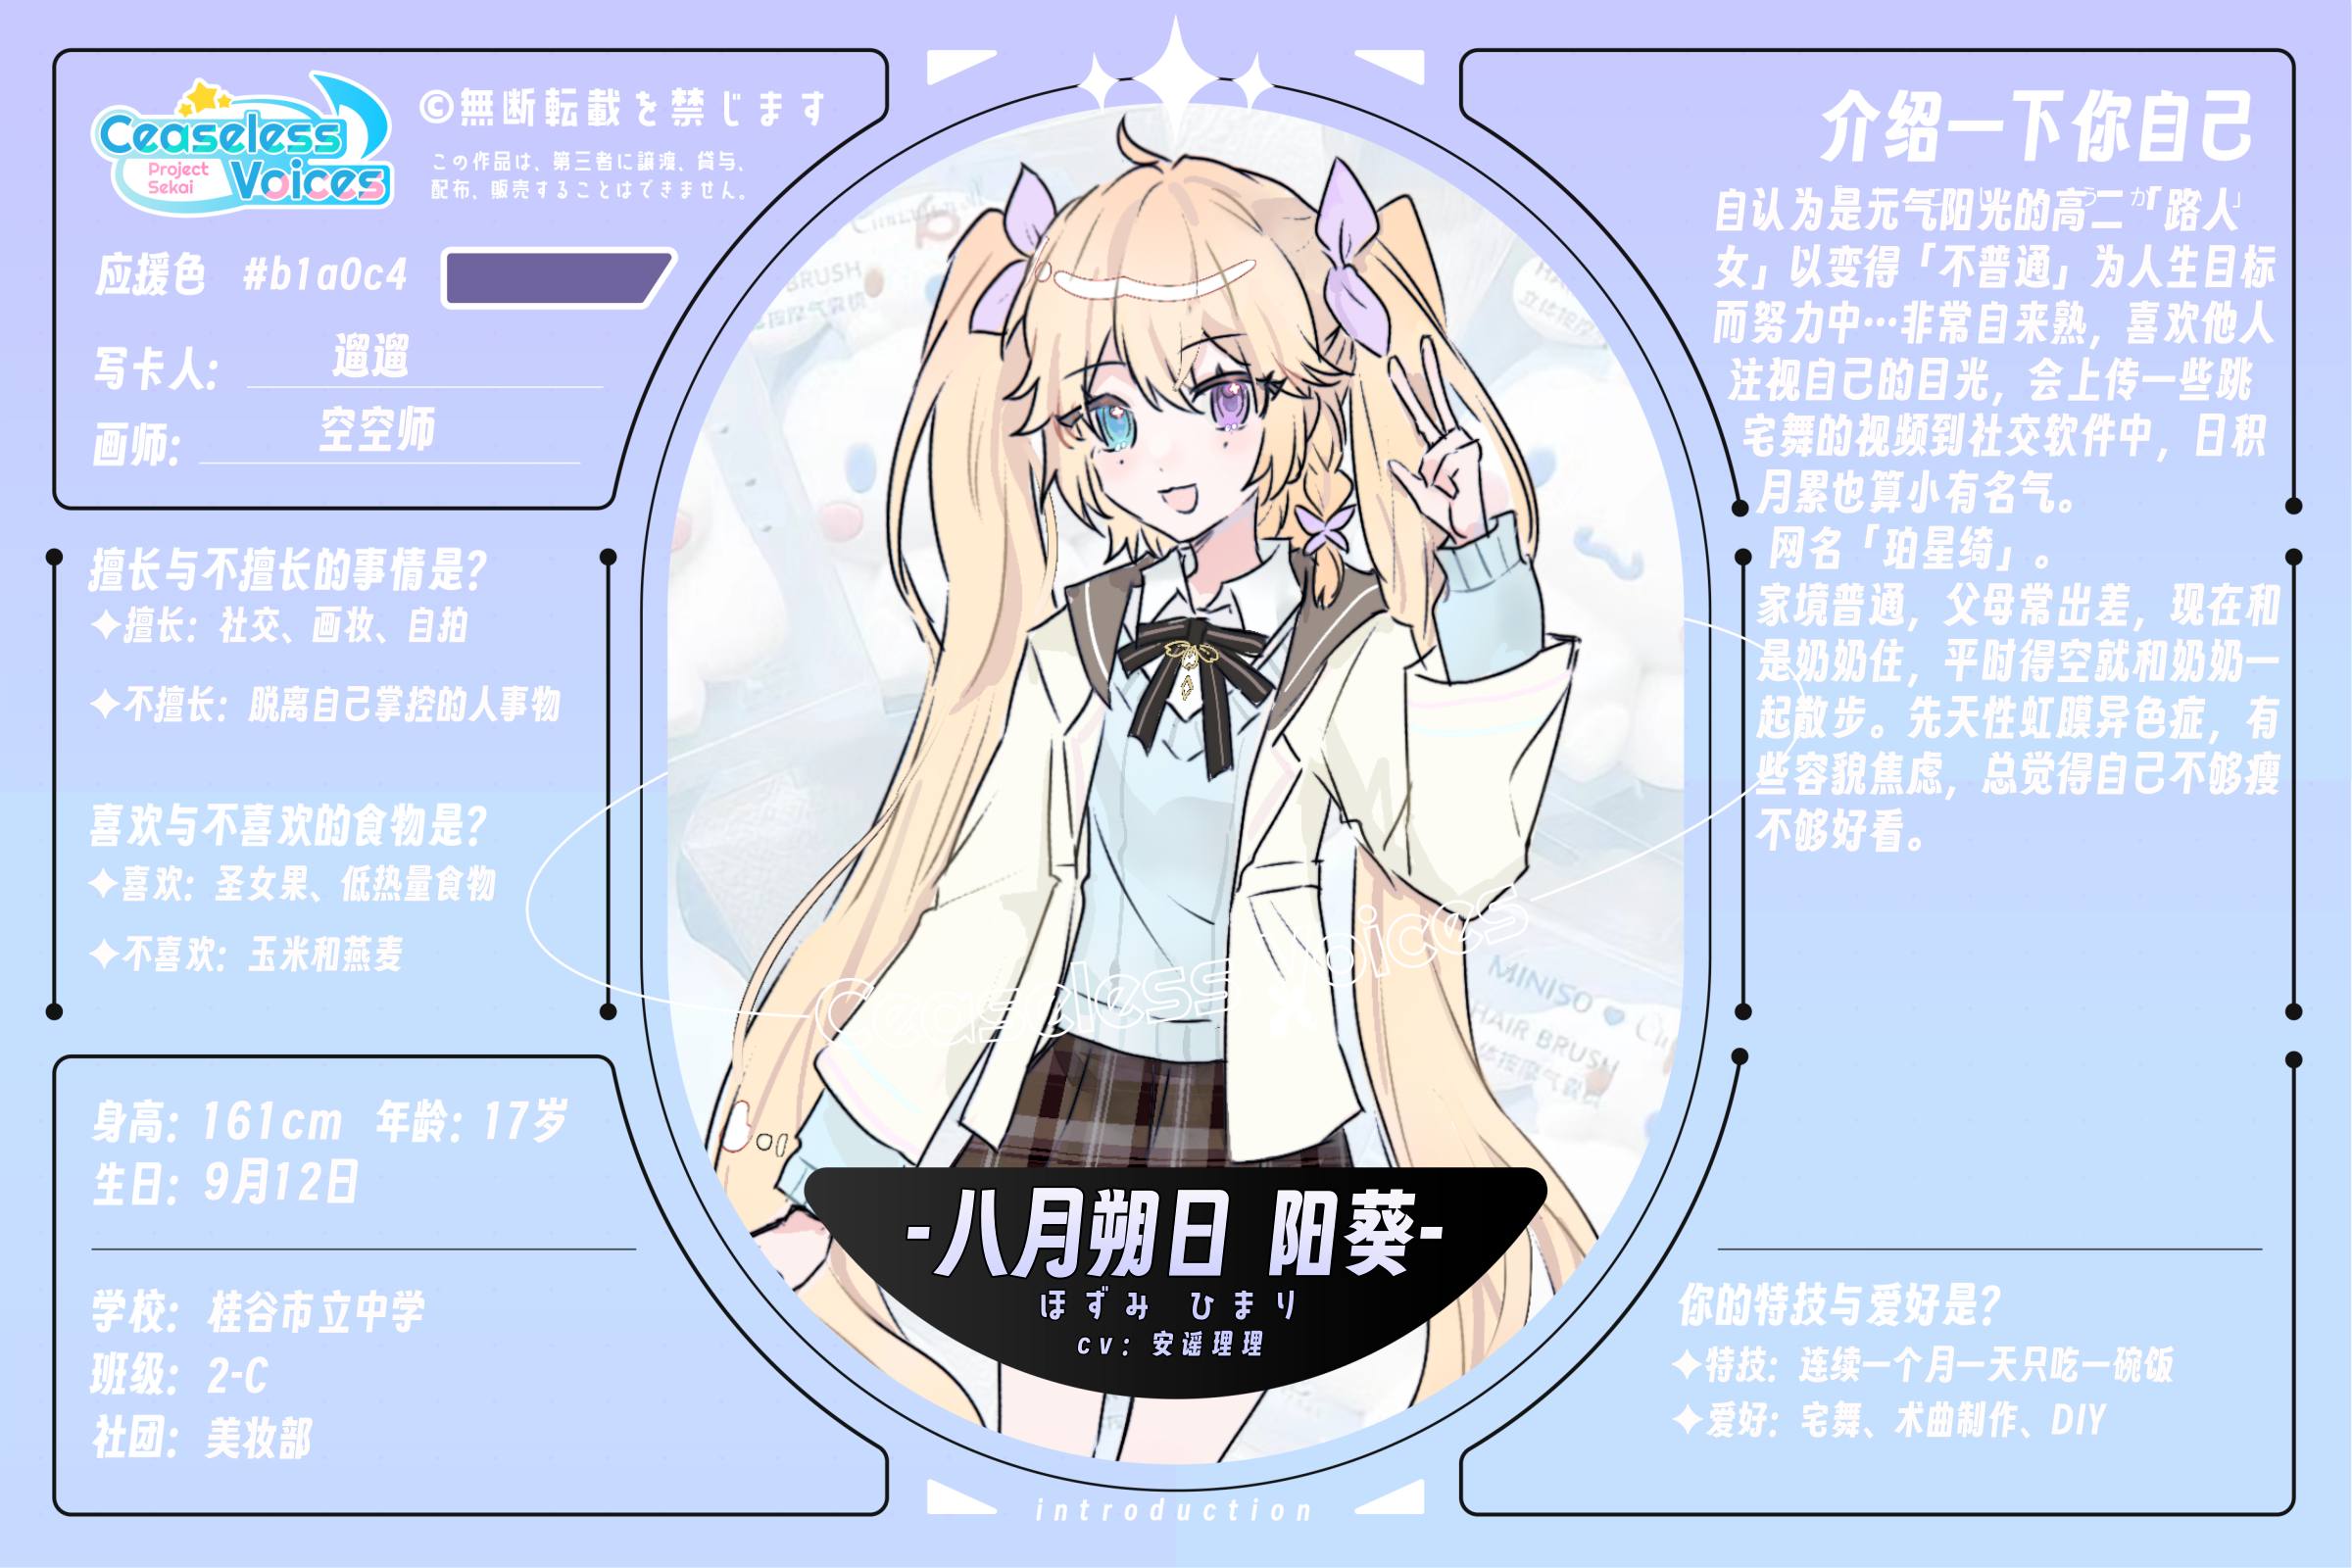 Ceaseless
Project
Sekai
Voices
©無断転載を禁じます
この作品は、第三者に譲渡、貸与、
配布、販売することはできません。
应援色 #b1a0c4
写卡人: 遛遛
画师: 空空师
擅长与不擅长的事情是?
✦擅长: 社交、画妆、自拍
✦不擅长: 脱离自己掌控的人事物
喜欢与不喜欢的食物是?
✦喜欢: 圣女果、低热量食物
✦不喜欢: 玉米和燕麦
身高: 161cm 年龄: 17岁
生日: 9月12日
学校: 桂谷市立中学
班级: 2-C
社团: 美妆部
BRUSH
Ceaseless Voices
MINISO
HAIR BRUSH
-八月朔日 阳葵-
ほずみ ひまり
cv: 安谣理理
introduction
介绍一下你自己
自认为是元气阳光的高二「路人
女」以变得「不普通」为人生目标
而努力中…非常自来熟，喜欢他人
注视自己的目光，会上传一些跳
宅舞的视频到社交软件中，日积
月累也算小有名气。
网名「珀星绮」。
家境普通，父母常出差，现在和
是奶奶住，平时得空就和奶奶一
起散步。先天性虹膜异色症，有
些容貌焦虑，总觉得自己不够瘦
不够好看。
你的特技与爱好是?
✦特技: 连续一个月一天只吃一碗饭
✦爱好: 宅舞、术曲制作、DIY